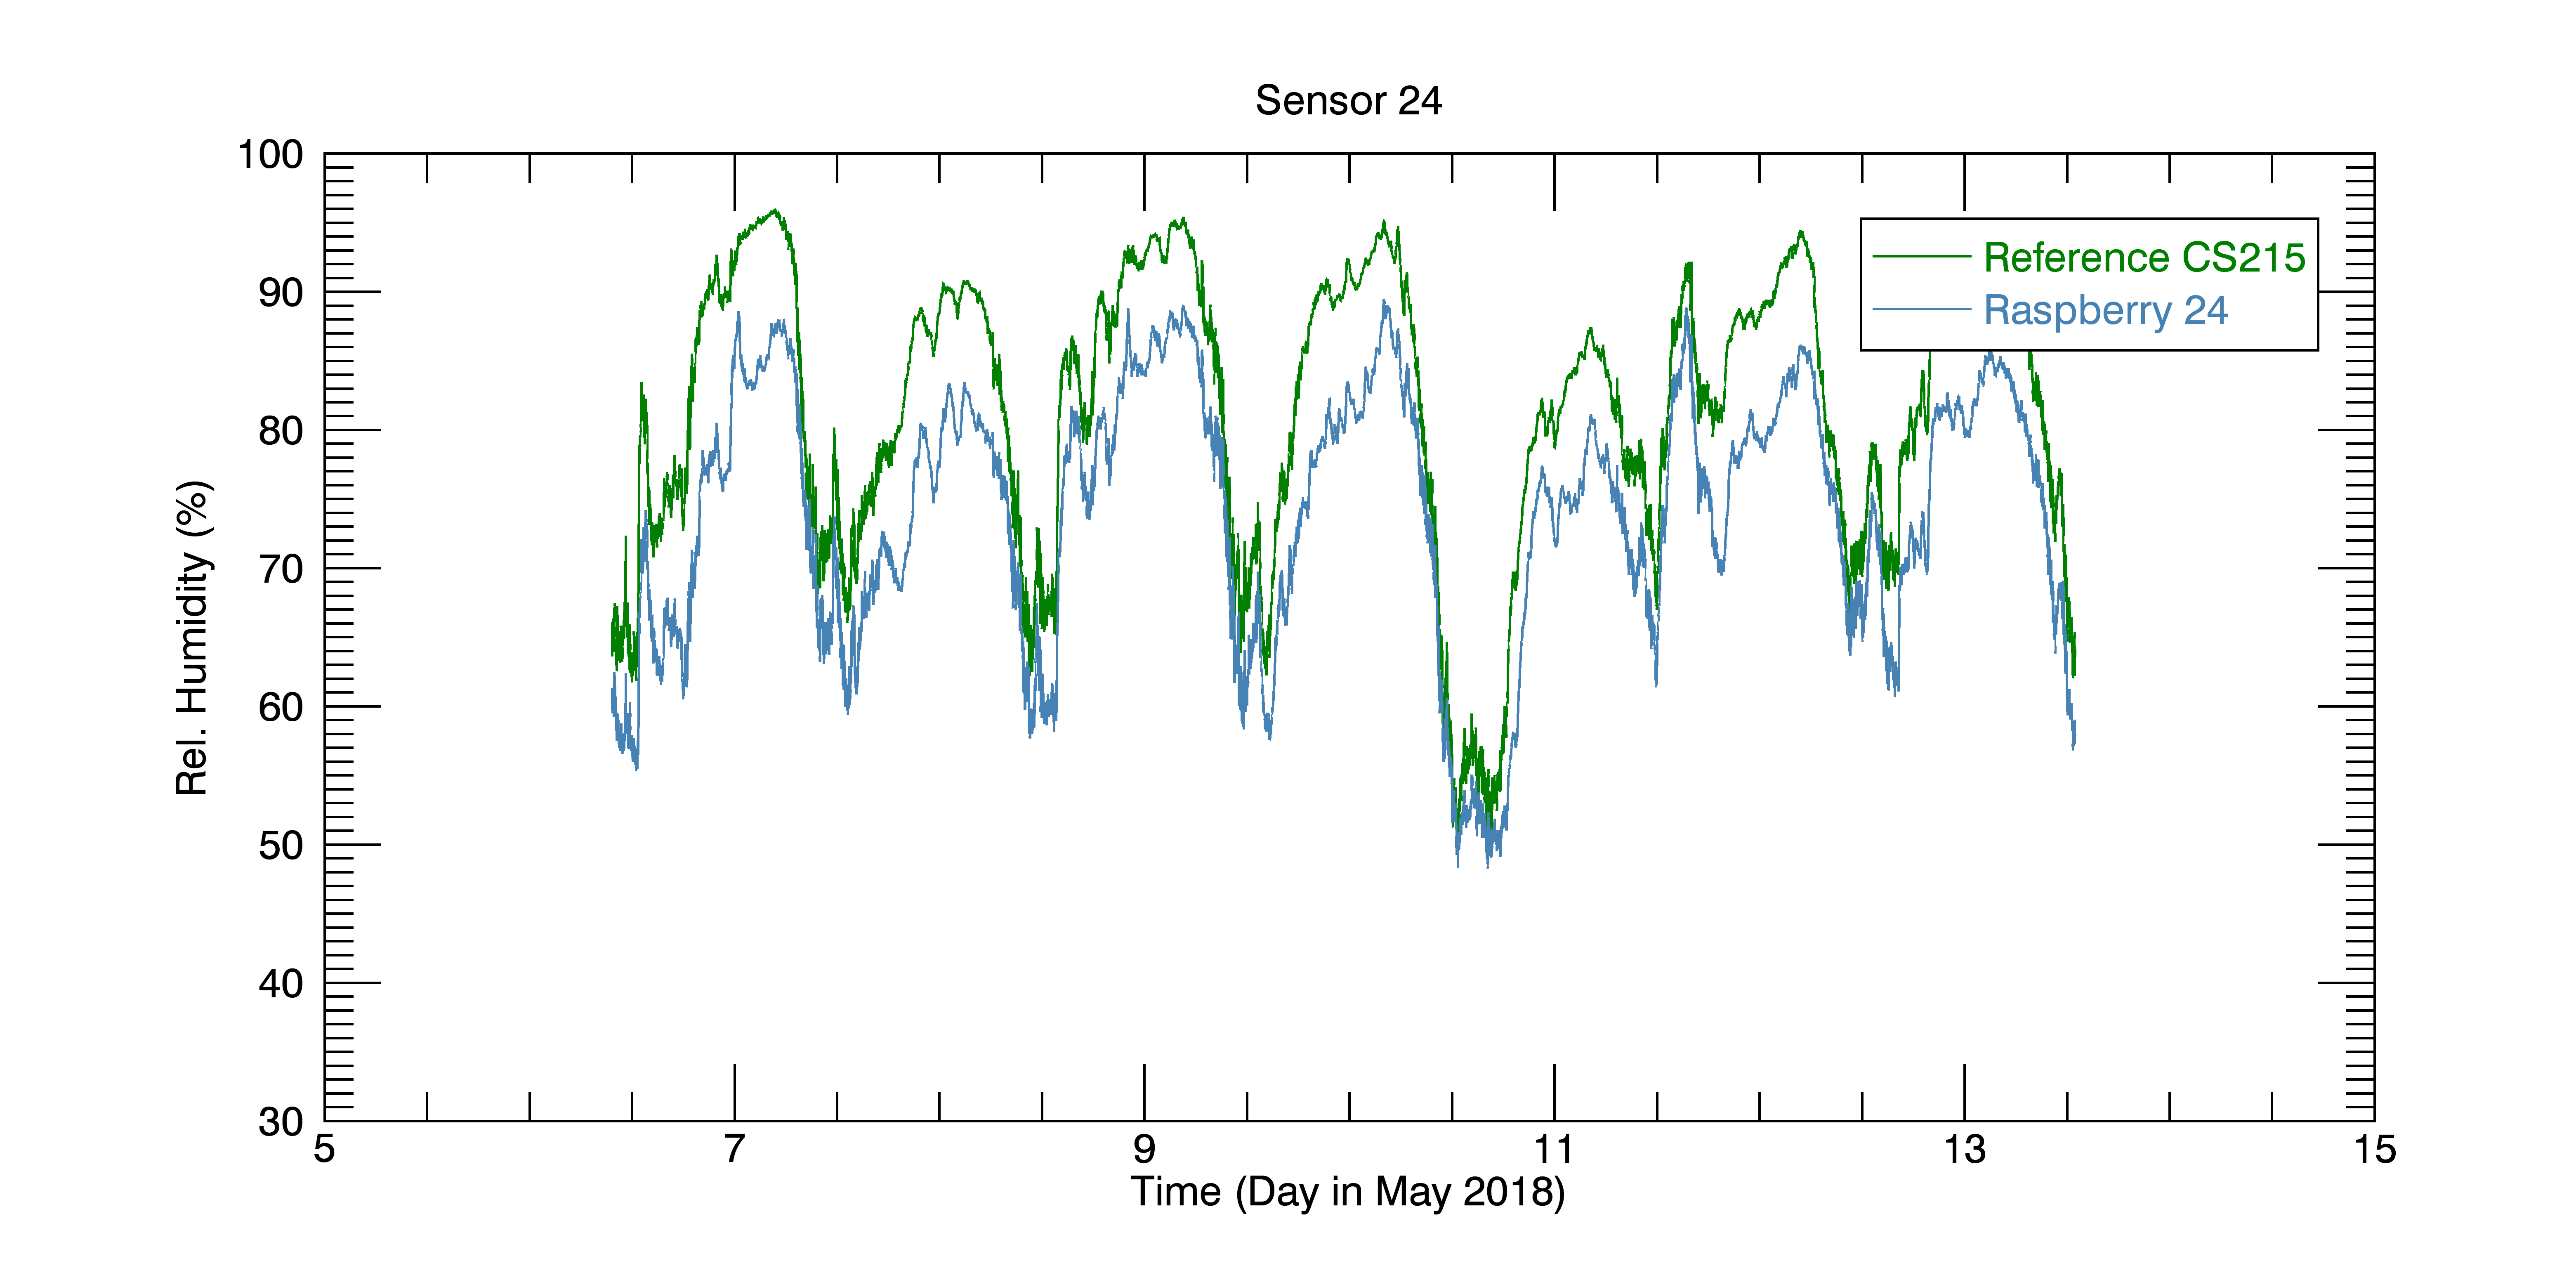 Sensor 24
100
90
80
70
60
50
40
30
Rel. Humidity (%)
Reference CS215
Raspberry 24
5 7 9 11 13 15
Time (Day in May 2018)